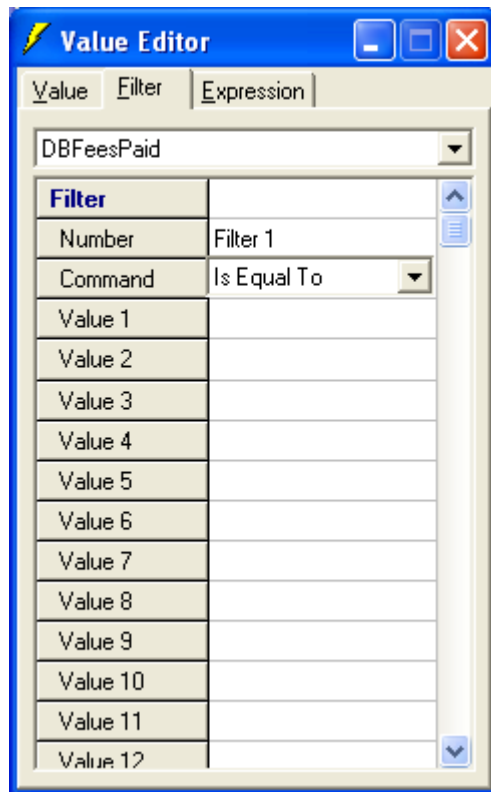 Value Editor
Value Filter Expression
DBFeesPaid
Filter
Number Filter 1
Command Is Equal To
Value 1
Value 2
Value 3
Value 4
Value 5
Value 6
Value 7
Value 8
Value 9
Value 10
Value 11
Value 12